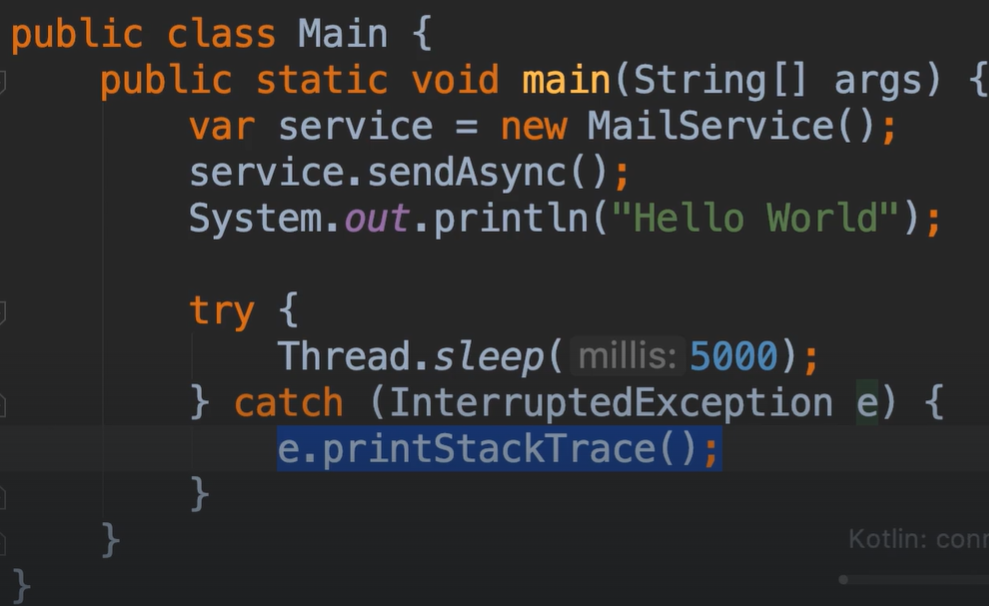 public class Main {
public static void main(String[] args) {
var service = new MailService();
service.sendAsync();
System.out.println("Hello World");
try {
Thread.sleep( millis: 5000);
} catch (InterruptedException e) {
e.printStackTrace();
}
}
Kotlin:
}